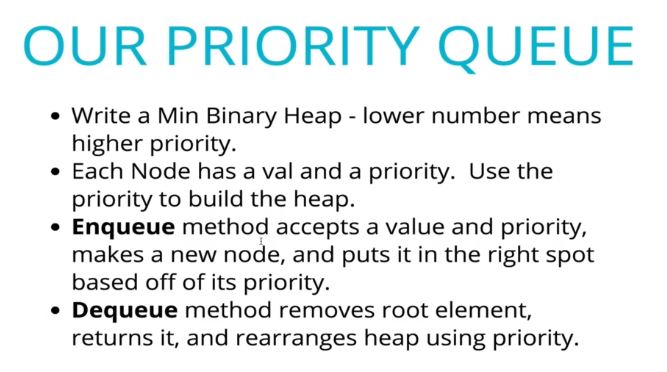 OUR PRIORITY QUEUE
• Write a Min Binary Heap - lower number means
higher priority.
• Each Node has a val and a priority.  Use the
priority to build the heap.
• Enqueue method accepts a value and priority,
makes a new node, and puts it in the right spot
based off of its priority.
• Dequeue method removes root element,
returns it, and rearranges heap using priority.